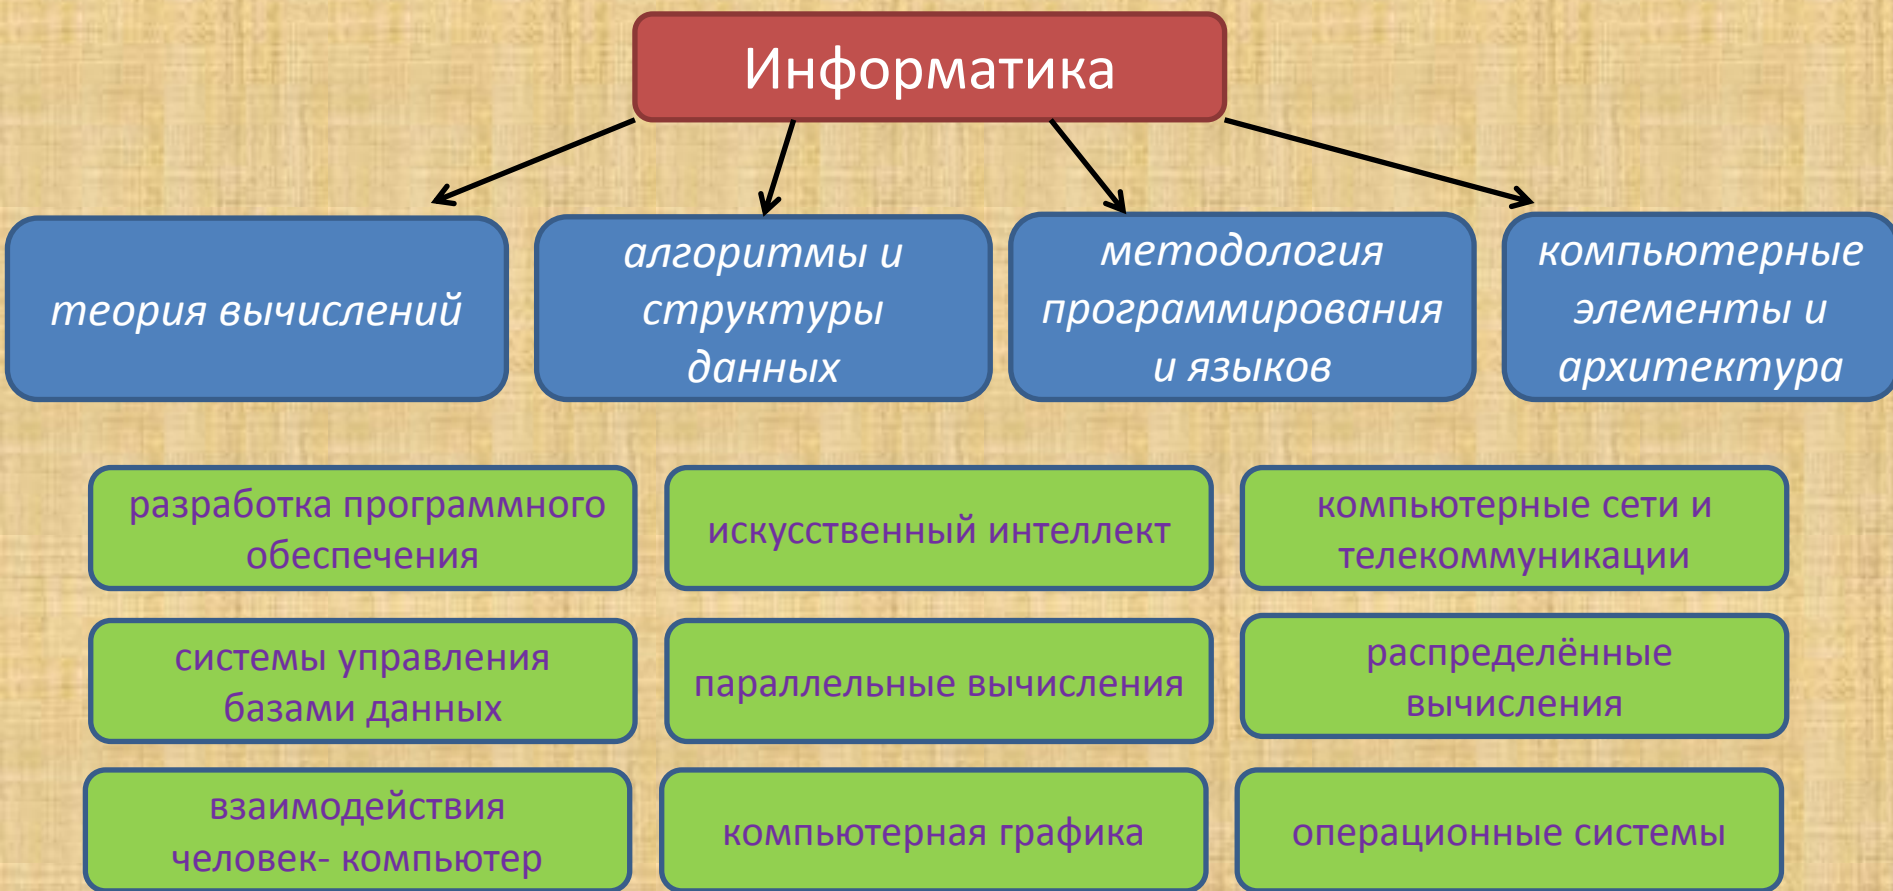 Информатика
теория вычислений
алгоритмы и
структуры
данных
методология
программирования
и языков
компьютерные
элементы и
архитектура
разработка программного
обеспечения
искусственный интеллект
компьютерные сети и
телекоммуникации
системы управления
базами данных
параллельные вычисления
распределённые
вычисления
взаимодействия
человек- компьютер
компьютерная графика
операционные системы